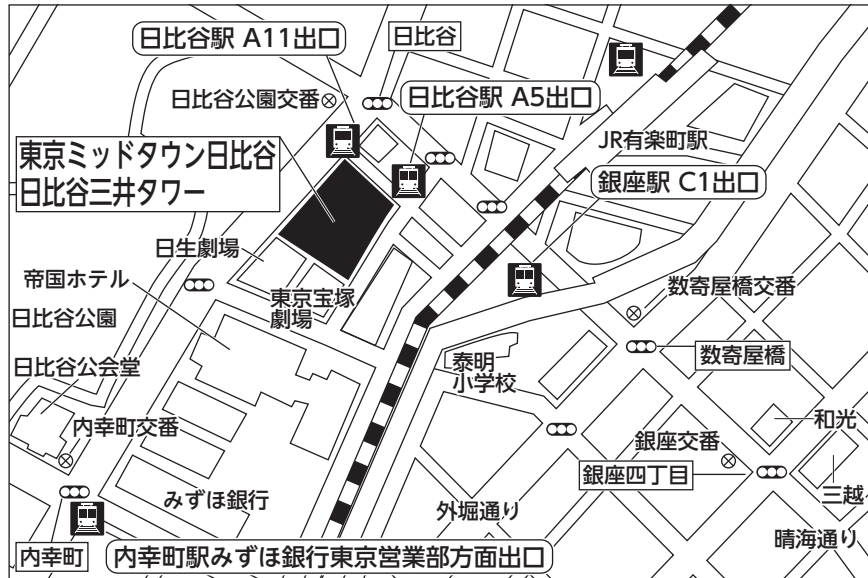 日比谷駅 A11出口
日比谷
日比谷公園交番
日比谷駅 A5出口
東京ミッドタウン日比谷
日比谷三井タワー
JR有楽町駅
銀座駅 C1出口
日生劇場
帝国ホテル
東京宝塚
劇場
数寄屋橋交番
日比谷公園
数寄屋橋
日比谷公会堂
泰明
小学校
和光
内幸町交番
銀座交番
銀座四丁目
三越
みずほ銀行
外堀通り
晴海通り
内幸町
内幸町駅みずほ銀行東京営業部方面出口